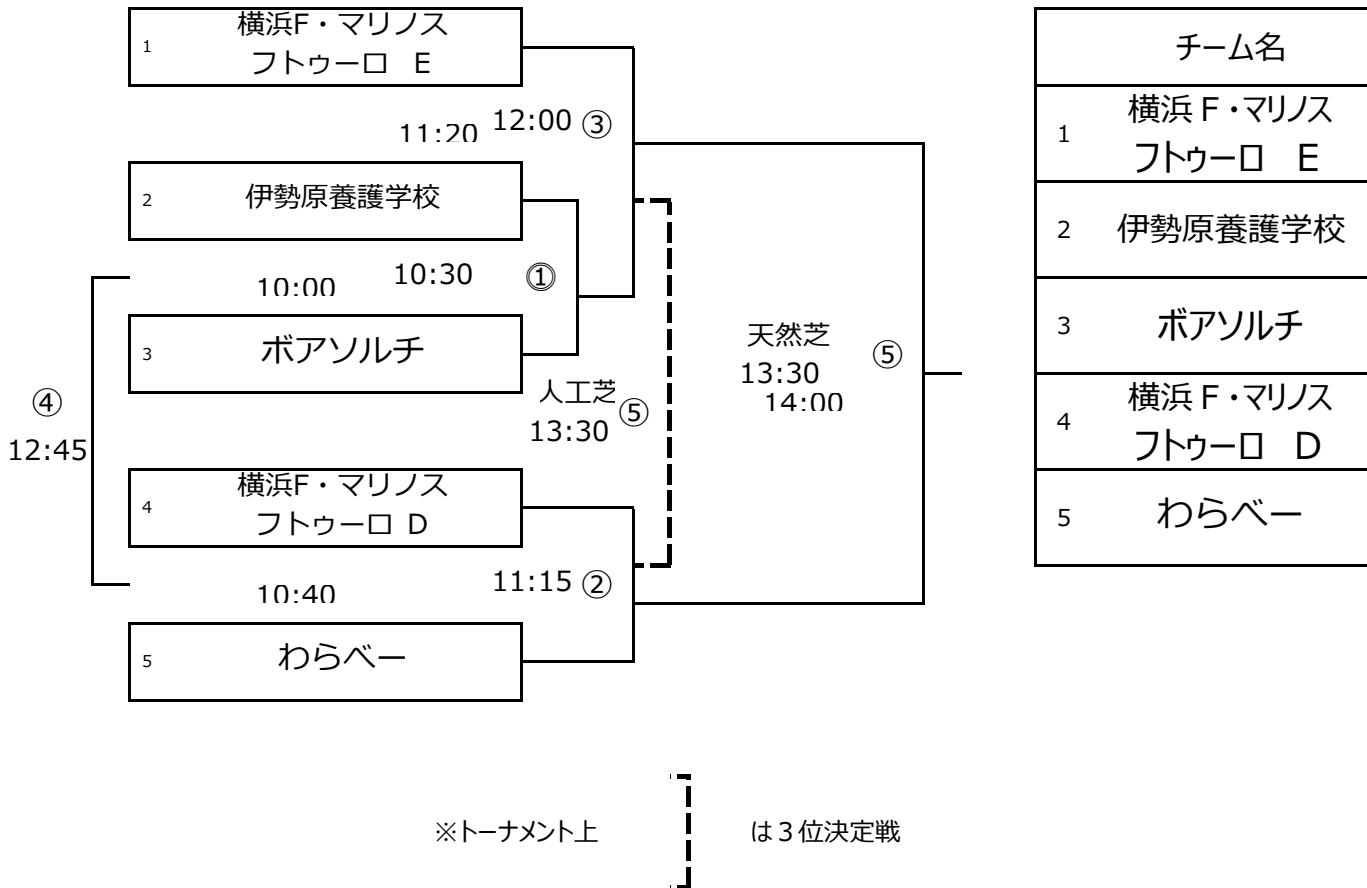 1
横浜F・マリノス
フトゥーロ E
11:20 12:00 ③
2 伊勢原養護学校
10:00 10:30 ①
3 ボアソルチ
④
12:45
人工芝
13:30 ⑤
天然芝
13:30
14:00
⑤
4
横浜F・マリノス
フトゥーロ D
10:40 11:15 ②
5 わらべー
※トーナメント上 は3位決定戦
チーム名
1
横浜F・マリノス
フトゥーロ E
2 伊勢原養護学校
3 ボアソルチ
4
横浜F・マリノス
フトゥーロ D
5 わらべー